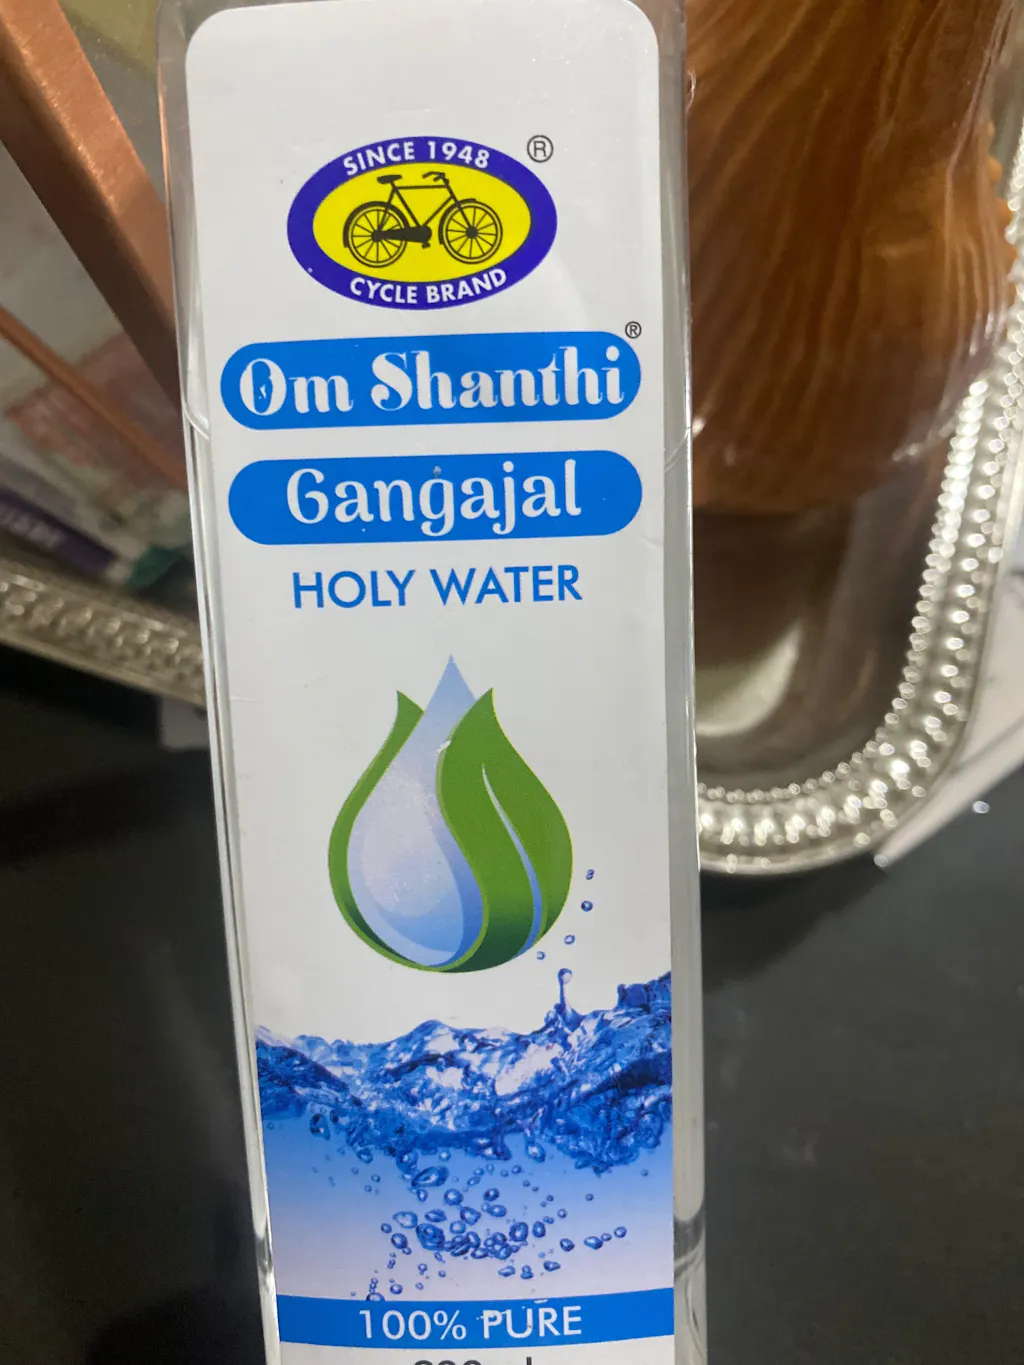 SINCE 1948
®
CYCLE BRAND
Om Shanthi®
Gangajal
HOLY WATER
100% PURE